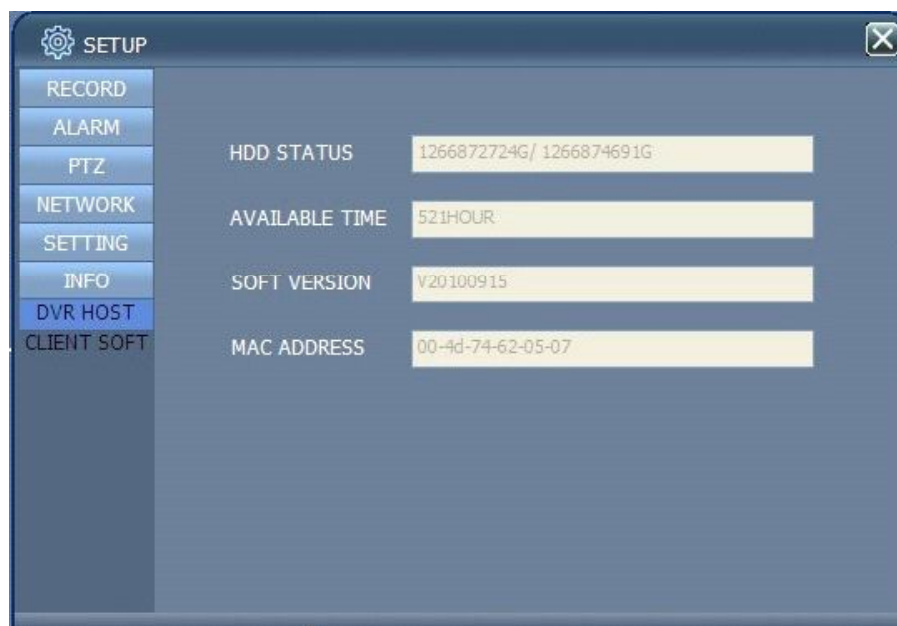 SETUP
RECORD
ALARM
PTZ
NETWORK
SETTING
INFO
DVR HOST
CLIENT SOFT
HDD STATUS 1266872724G/ 1266874691G
AVAILABLE TIME 521HOUR
SOFT VERSION V20100915
MAC ADDRESS 00-4d-74-62-05-07